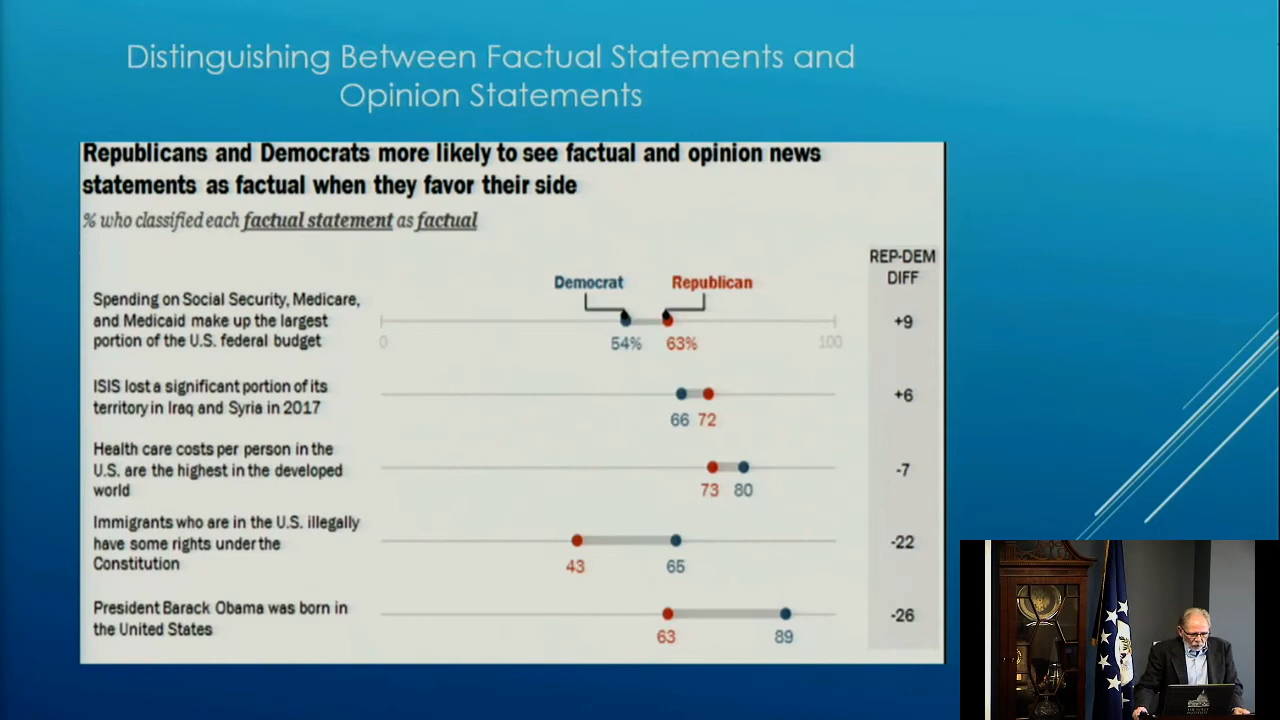 Distinguishing Between Factual Statements and
Opinion Statements
Republicans and Democrats more likely to see factual and opinion news
statements as factual when they favor their side
% who classified each factual statement as factual
REP-DEM
DIFF
Democrat
Republican
Spending on Social Security, Medicare,
and Medicaid make up the largest
portion of the U.S. federal budget
0
54%
63%
100
+9
ISIS lost a significant portion of its
territory in Iraq and Syria in 2017
66
72
+6
Health care costs per person in the
U.S. are the highest in the developed
world
73
80
-7
Immigrants who are in the U.S. illegally
have some rights under the
Constitution
43
65
-22
President Barack Obama was born in
the United States
63
89
-26